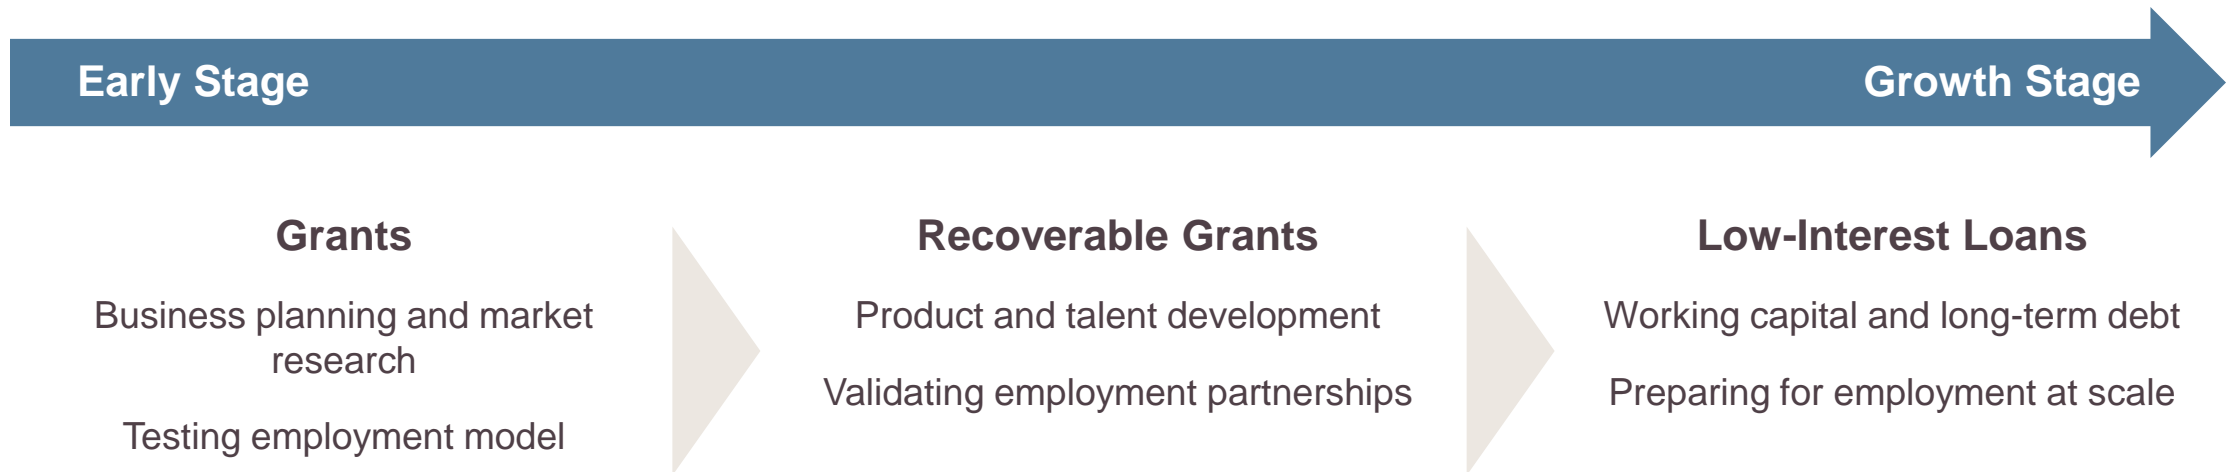 Early Stage
Growth Stage
Grants
Business planning and market
research
Testing employment model
Recoverable Grants
Product and talent development
Validating employment partnerships
Low-Interest Loans
Working capital and long-term debt
Preparing for employment at scale